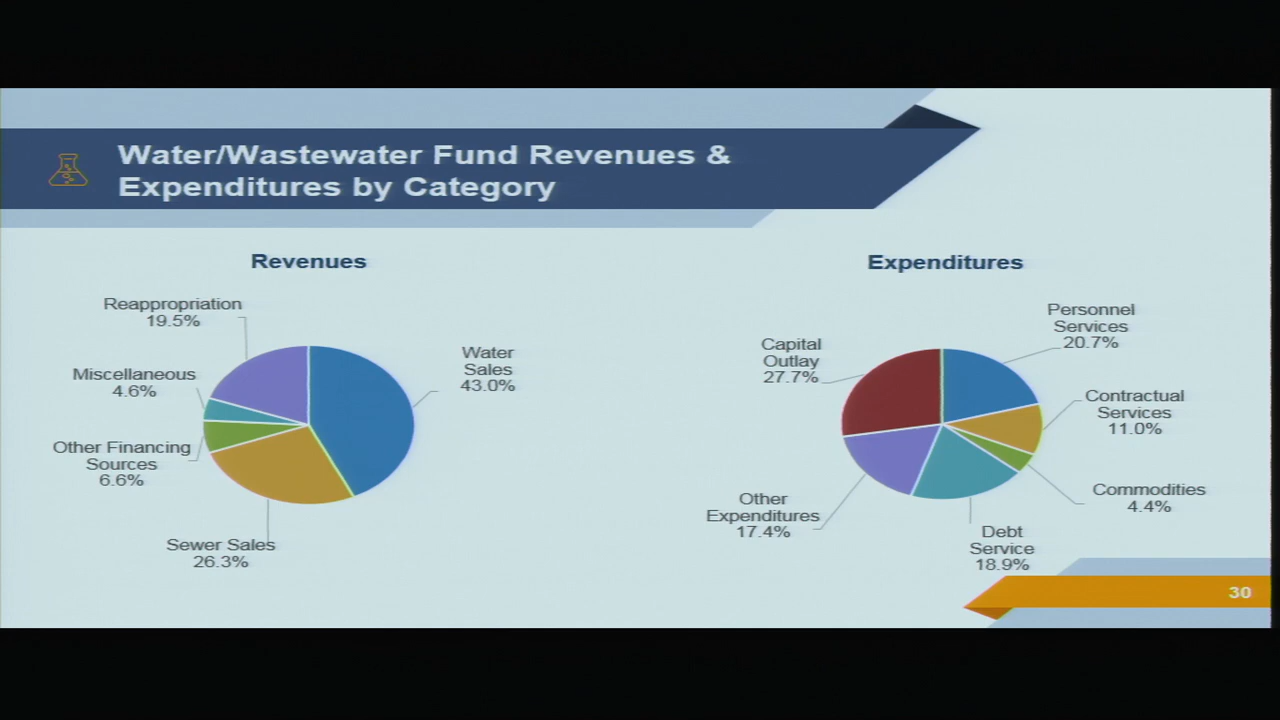 Water/Wastewater Fund Revenues &
Expenditures by Category
Revenues
Reappropriation
19.5%
Miscellaneous
4.6%
Other Financing
Sources
6.6%
Sewer Sales
26.3%
Water
Sales
43.0%
Expenditures
Personnel
Services
20.7%
Contractual
Services
11.0%
Commodities
4.4%
Debt
Service
18.9%
Other
Expenditures
17.4%
Capital
Outlay
27.7%
30